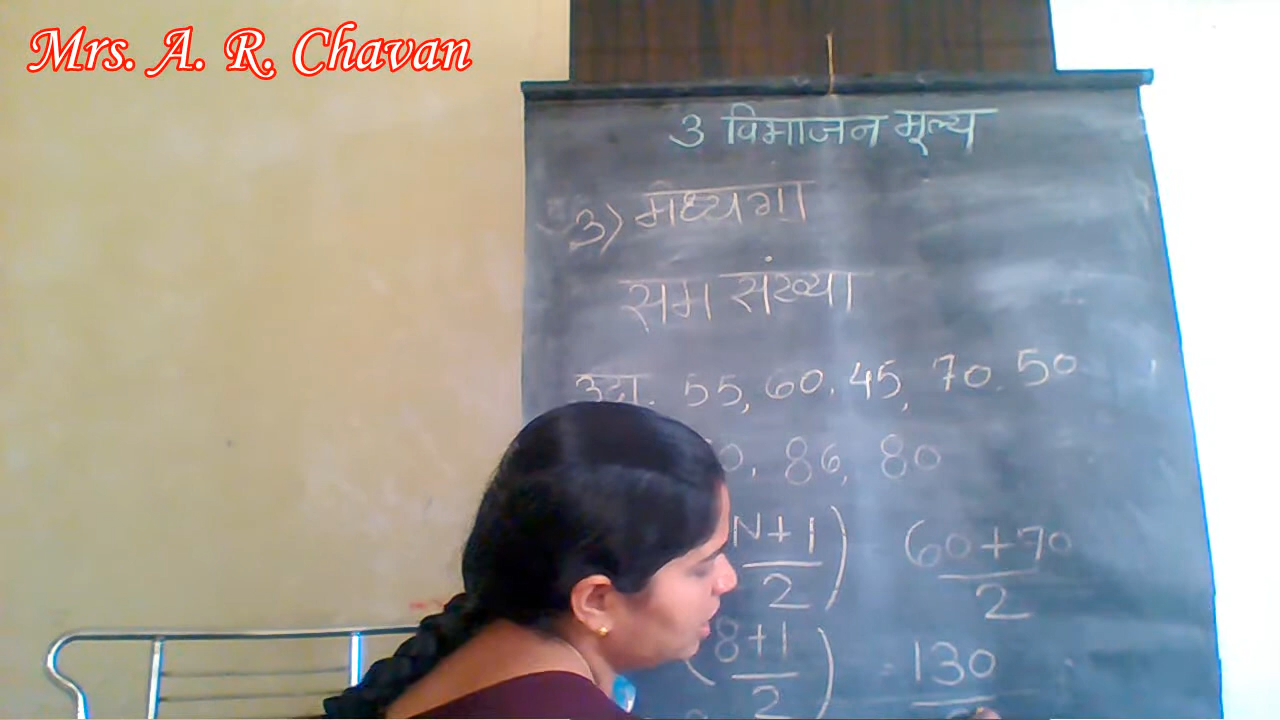 Mrs. A. R. Chavan
3 विभाजन मूल्य
3) मध्यगा
सम संख्या
उदा. 55, 60, 45, 70. 50
0, 86, 80
N+1 )
2
(60+70
2
( 8+1 )
2
130